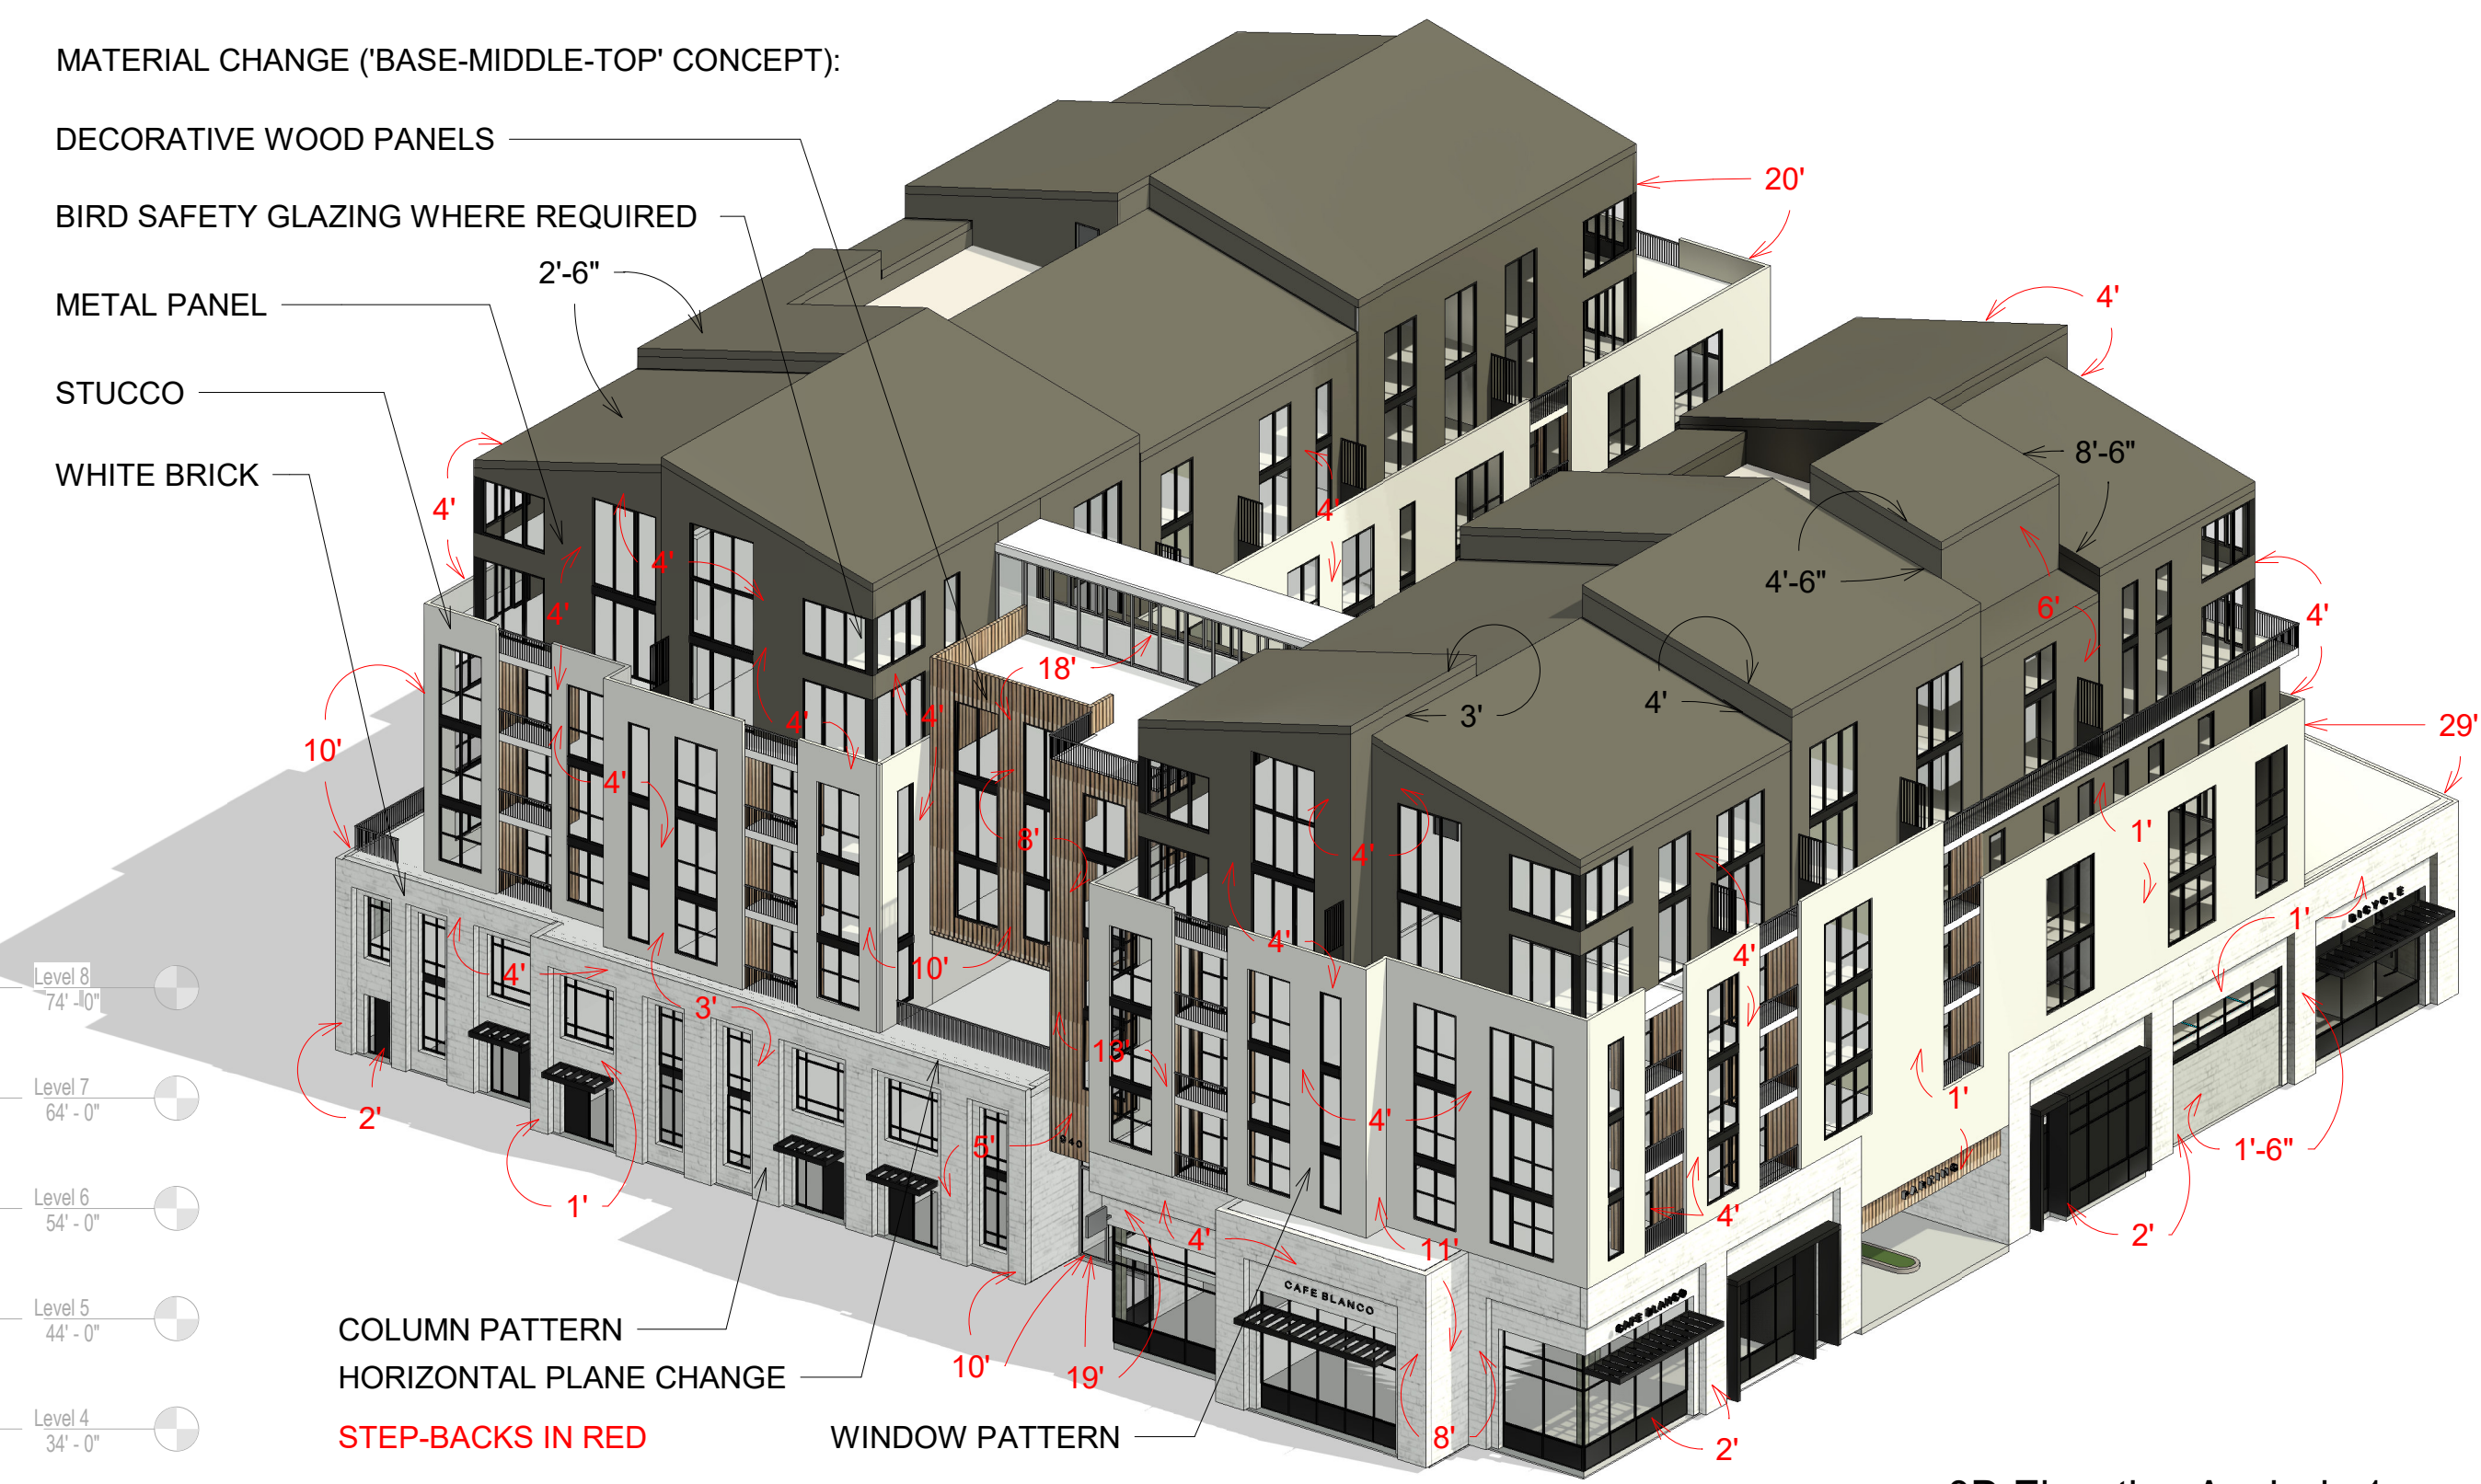 MATERIAL CHANGE ('BASE-MIDDLE-TOP' CONCEPT):
DECORATIVE WOOD PANELS
BIRD SAFETY GLAZING WHERE REQUIRED
2'-6"
METAL PANEL
STUCCO
WHITE BRICK
20'
4'
8'-6"
4'-6"
6'
4'
29'
4'
4'
4'
4'
18'
4'
4'
3'
4'
10'
4'
8'
4'
1'
4'
10'
4'
4'
1'
BICYCLE
4'
3'
13'
1'
2'
5'
940
4'
1'-6"
PARKING
1'
4'
11'
4'
2'
CAFE BLANCO
CAFE BLANCO
10'
19'
8'
2'
Level 8
74' - 0"
Level 7
64' - 0"
Level 6
54' - 0"
Level 5
44' - 0"
Level 4
34' - 0"
COLUMN PATTERN
HORIZONTAL PLANE CHANGE
STEP-BACKS IN RED
WINDOW PATTERN